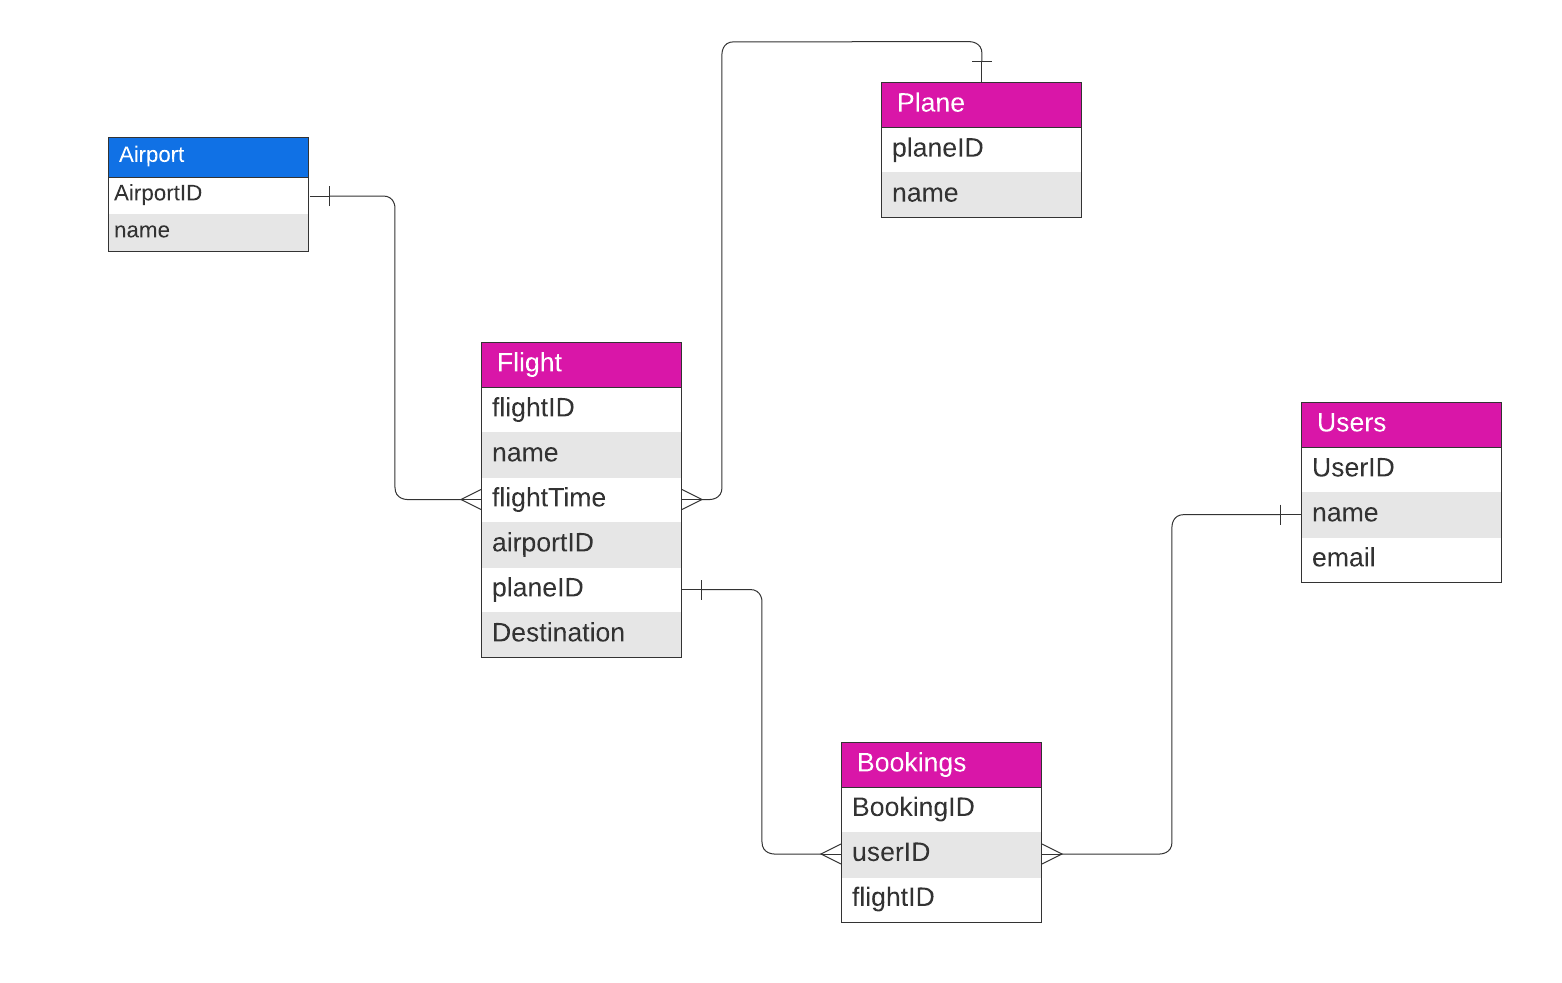 Plane
planeID
name
Airport
AirportID
name
Flight
flightID
name
flightTime
airportID
planeID
Destination
Users
UserID
name
email
Bookings
BookingID
userID
flightID